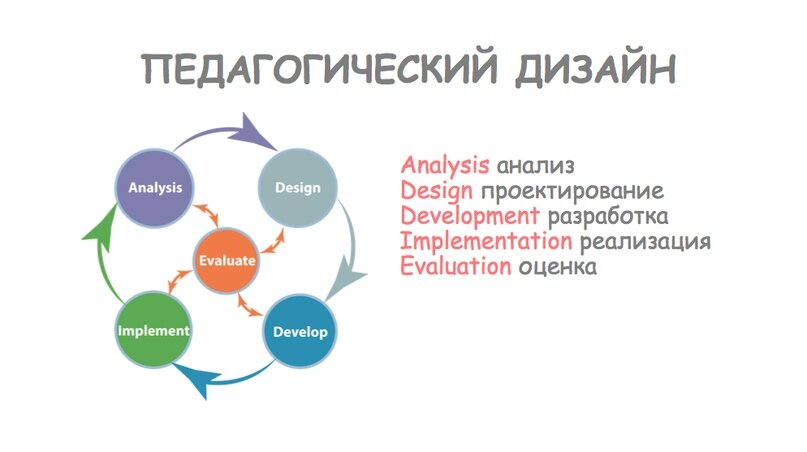 ПЕДАГОГИЧЕСКИЙ ДИЗАЙН
Analysis
Design
Evaluate
Implement
Develop
Analysis анализ
Design проектирование
Development разработка
Implementation реализация
Evaluation оценка